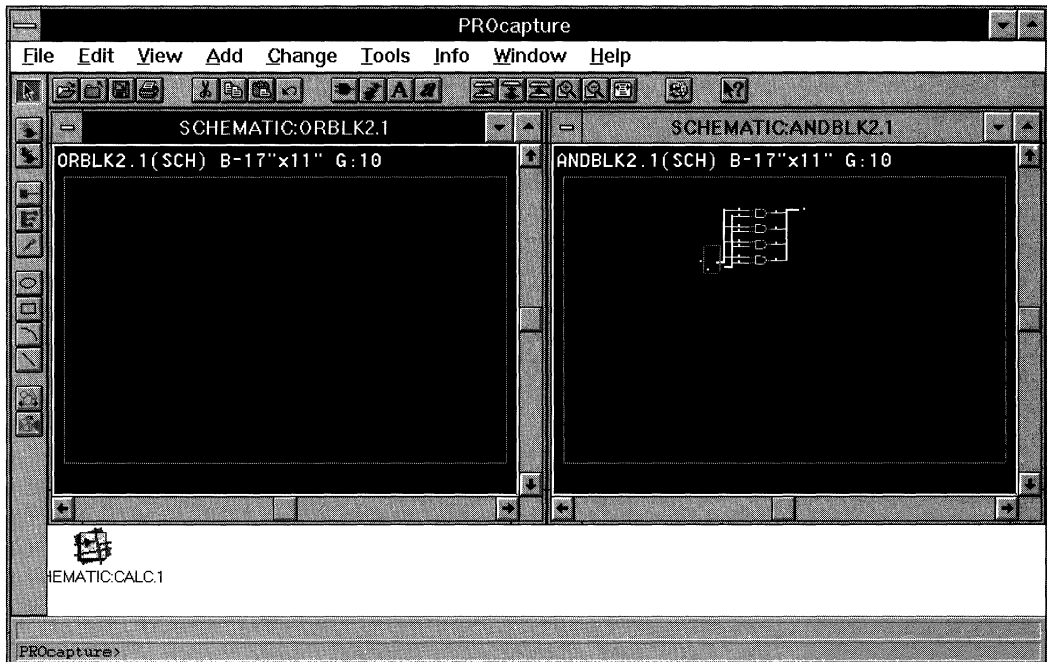 PROcapture
File Edit View Add Change Tools Info Window Help
A
SCHEMATIC:ORBLK2.1
SCHEMATIC:ANDBLK2.1
ORBLK2.1(SCH) B-17"x11" G:10
ANDBLK2.1(SCH) B-17"x11" G:10
HEMATIC:CALC.1
PROcapture>